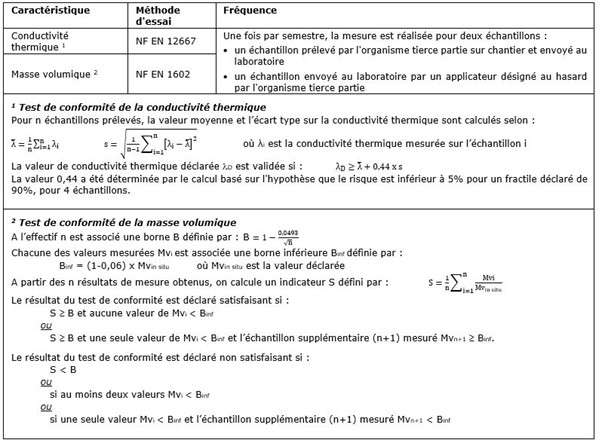 Caractéristique Méthode d'essai Fréquence
Conductivité thermique ¹ NF EN 12667
Masse volumique ² NF EN 1602
Une fois par semestre, la mesure est réalisée pour deux échantillons :
• un échantillon prélevé par l'organisme tierce partie sur chantier et envoyé au
laboratoire
• un échantillon envoyé au laboratoire par un applicateur désigné au hasard
par l'organisme tierce partie
¹ Test de conformité de la conductivité thermique
Pour n échantillons prélevés, la valeur moyenne et l'écart type sur la conductivité thermique sont calculés selon :
λ̄ = 1/n ∑ⁿᵢ₌₁ λi s = √(1/(n−1) ∑ⁿᵢ₌₁ [λi − λ̄]²) où λi est la conductivité thermique mesurée sur l'échantillon i
La valeur de conductivité thermique déclarée λD est validée si : λD ≥ λ̄ + 0.44 x s
La valeur 0,44 a été déterminée par le calcul basé sur l'hypothèse que le risque est inférieur à 5% pour un fractile déclaré de
90%, pour 4 échantillons.
² Test de conformité de la masse volumique
A l'effectif n est associé une borne B définie par : B = 1 − 0.0493/√n
Chacune des valeurs mesurées Mvi est associée une borne inférieure Binf définie par :
Binf = (1-0,06) x Mvin situ où Mvin situ est la valeur déclarée
A partir des n résultats de mesure obtenus, on calcule un indicateur S défini par : S = 1/n ∑ⁿᵢ₌₁ Mvi/Mvin situ
Le résultat du test de conformité est déclaré satisfaisant si :
S ≥ B et aucune valeur de Mvi < Binf
OU
S ≥ B et une seule valeur de Mvi < Binf et l'échantillon supplémentaire (n+1) mesuré Mvn+1 ≥ Binf.
Le résultat du test de conformité est déclaré non satisfaisant si :
S < B
OU
si au moins deux valeurs Mvi < Binf
OU
si une seule valeur Mvi < Binf et l'échantillon supplémentaire (n+1) mesuré Mvn+1 < Binf